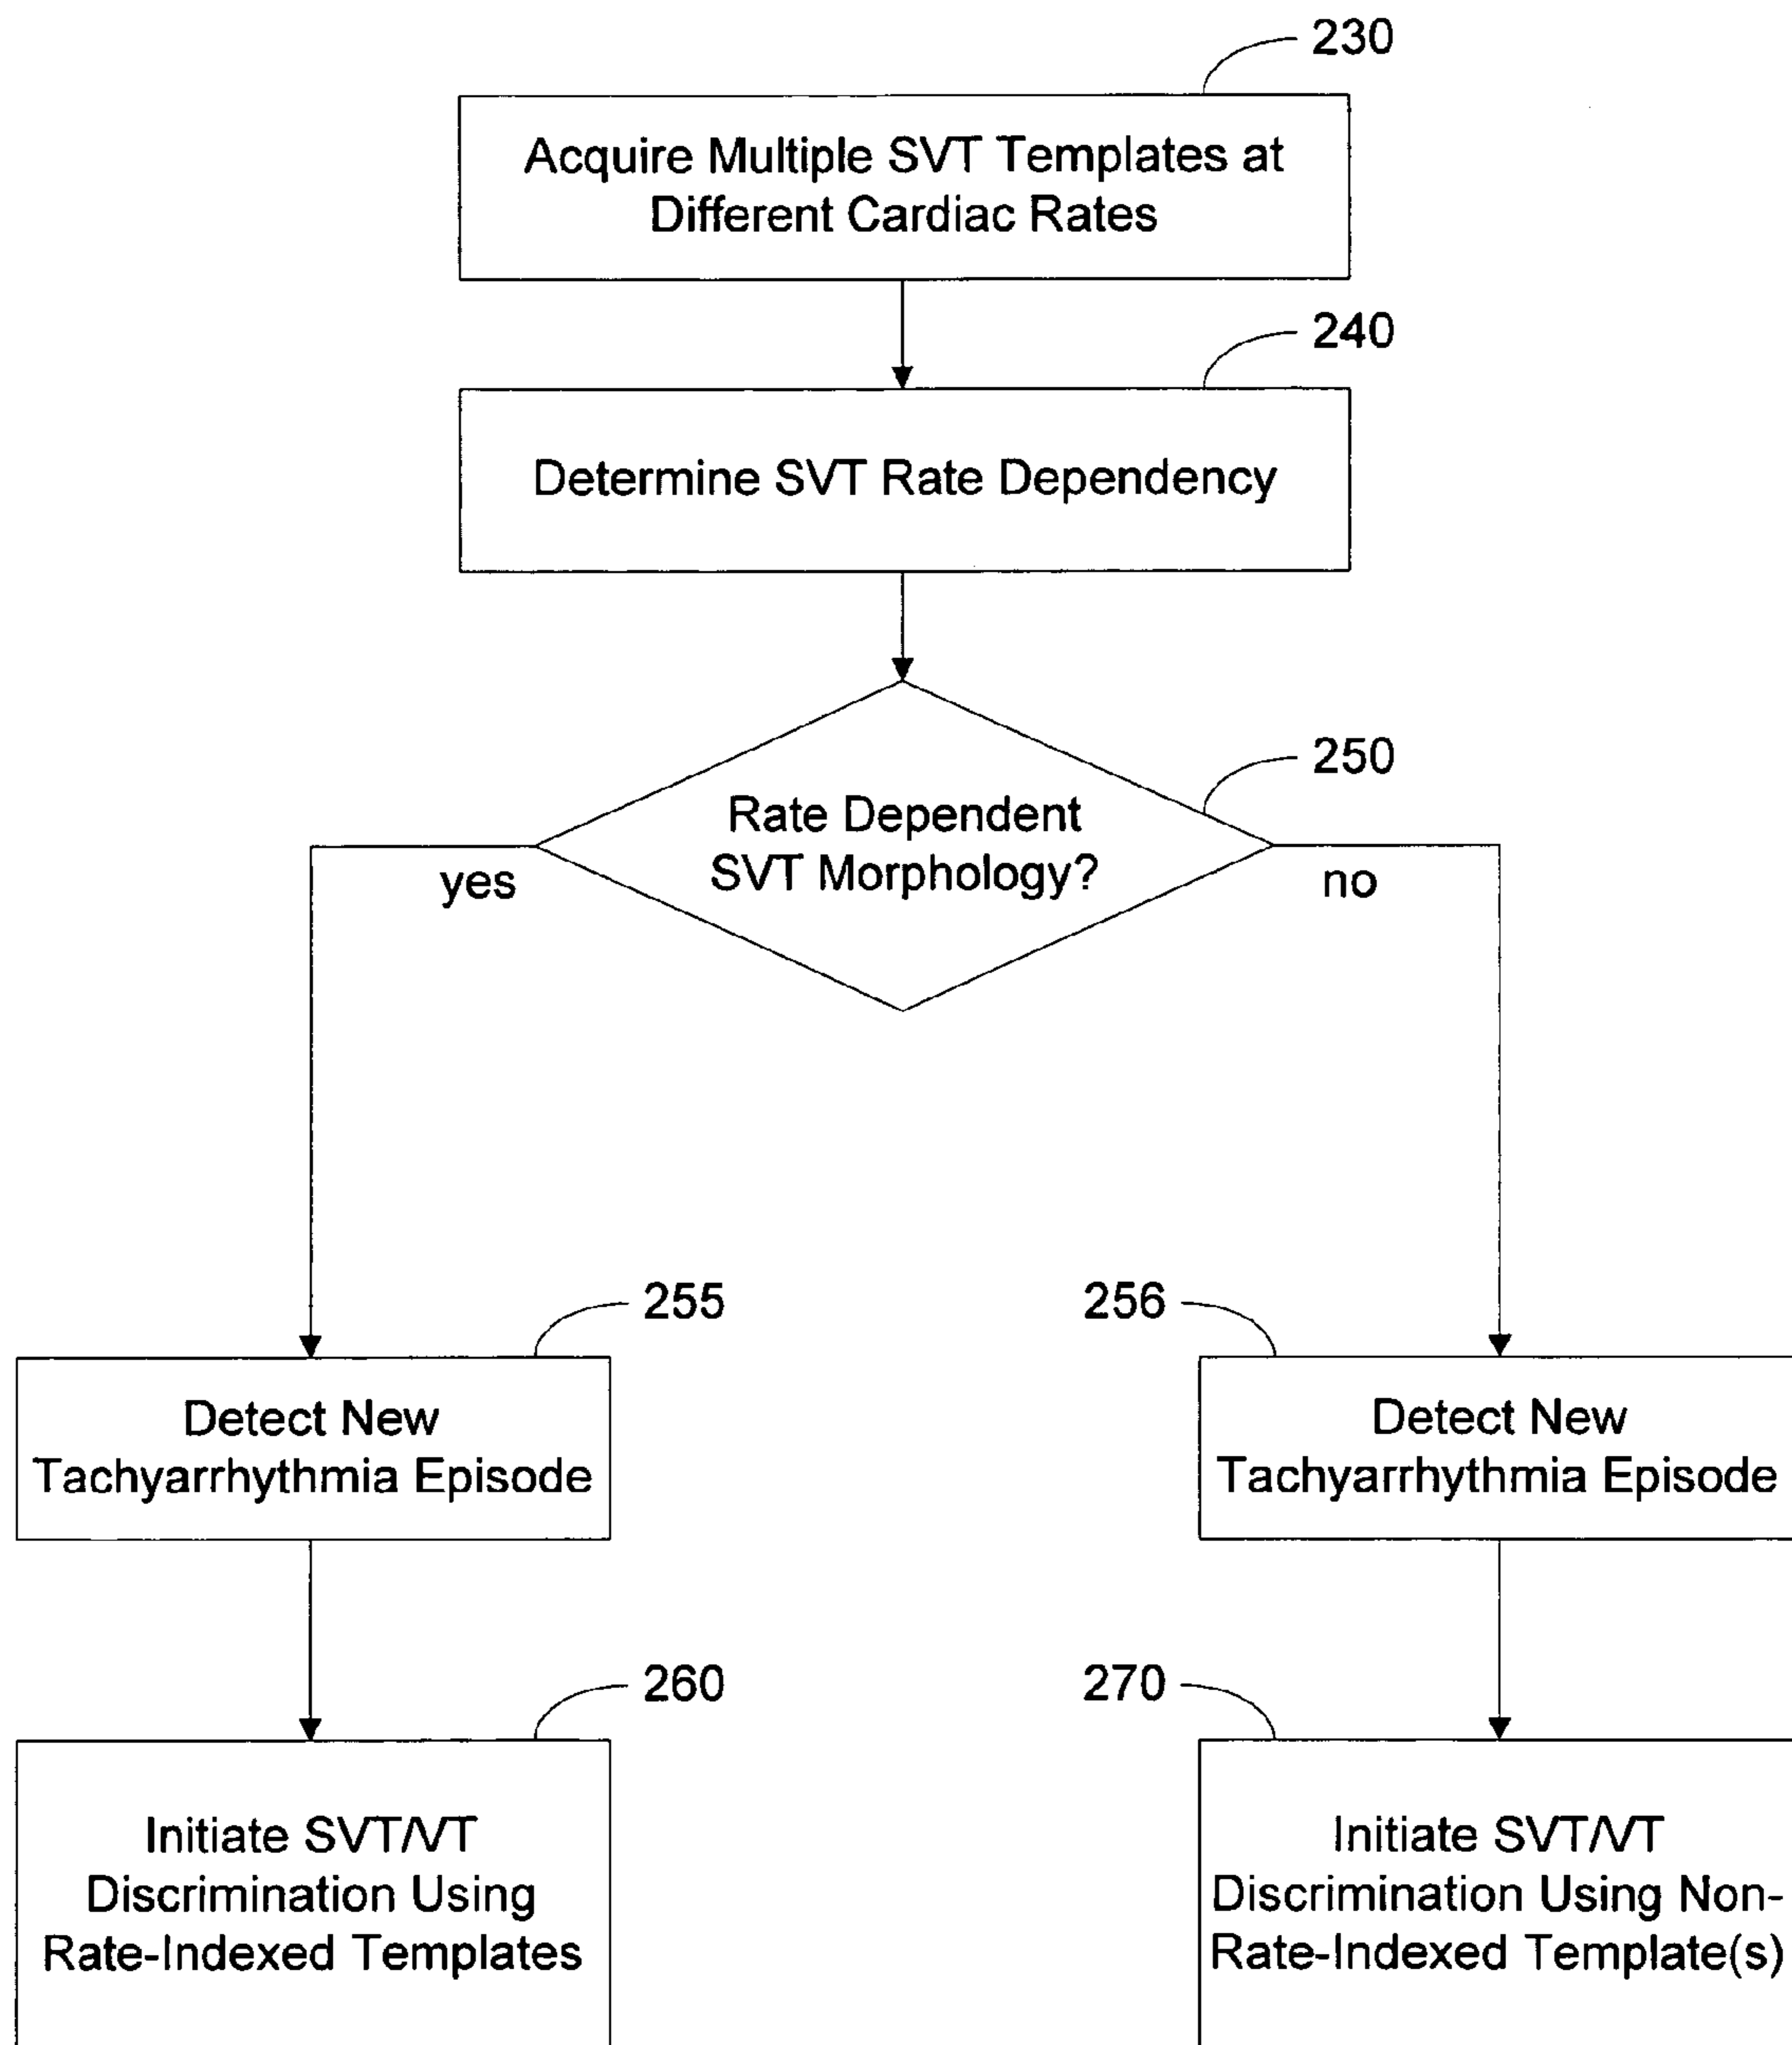 230
Acquire Multiple SVT Templates at
Different Cardiac Rates
240
Determine SVT Rate Dependency
250
Rate Dependent
SVT Morphology?
yes
no
255
256
Detect New
Tachyarrhythmia Episode
Detect New
Tachyarrhythmia Episode
260
270
Initiate SVT/VT
Discrimination Using
Rate-Indexed Templates
Initiate SVT/VT
Discrimination Using Non-
Rate-Indexed Template(s)